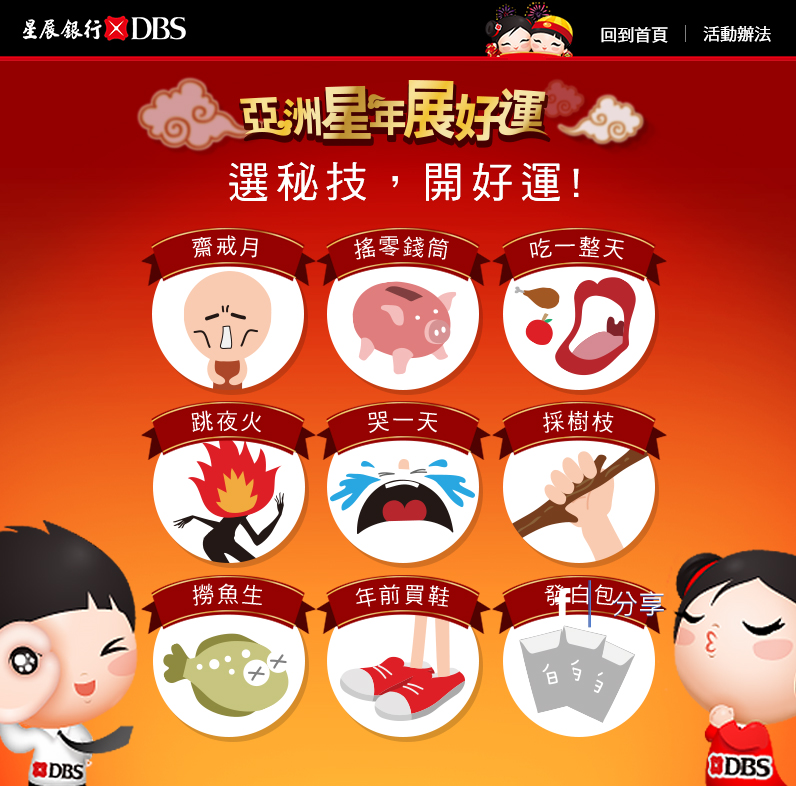 星展銀行 DBS
回到首頁
活動辦法
亞洲星年展好運
選秘技，開好運!
齋戒月
搖零錢筒
吃一整天
跳夜火
哭一天
採樹枝
撈魚生
年前買鞋
發白包
f 分享
白 白 白
DBS
DBS